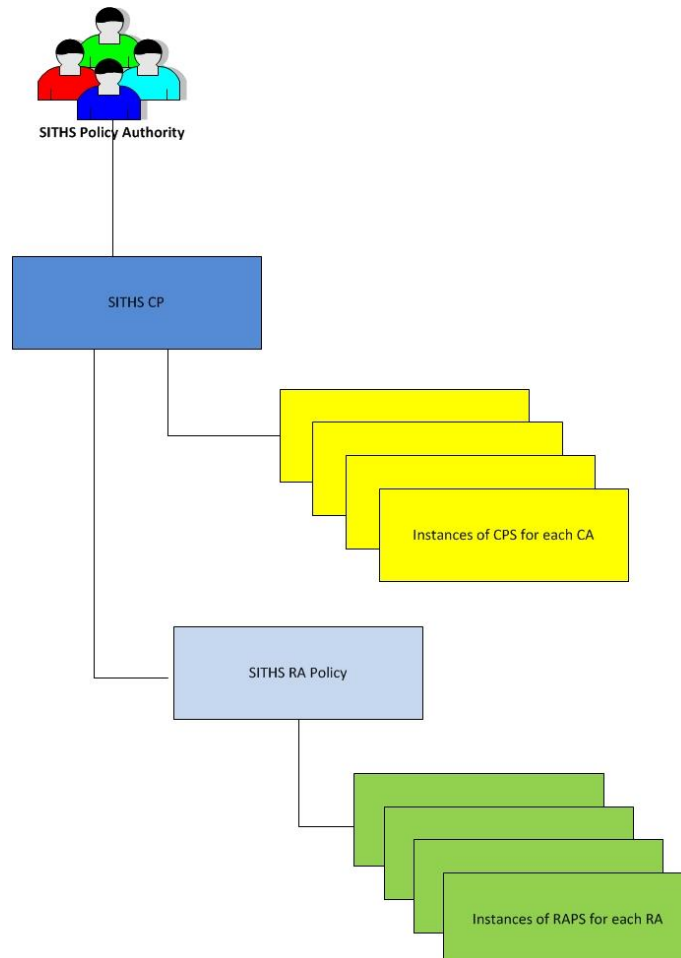 SITHS Policy Authority
SITHS CP
Instances of CPS for each CA
SITHS RA Policy
Instances of RAPS for each RA